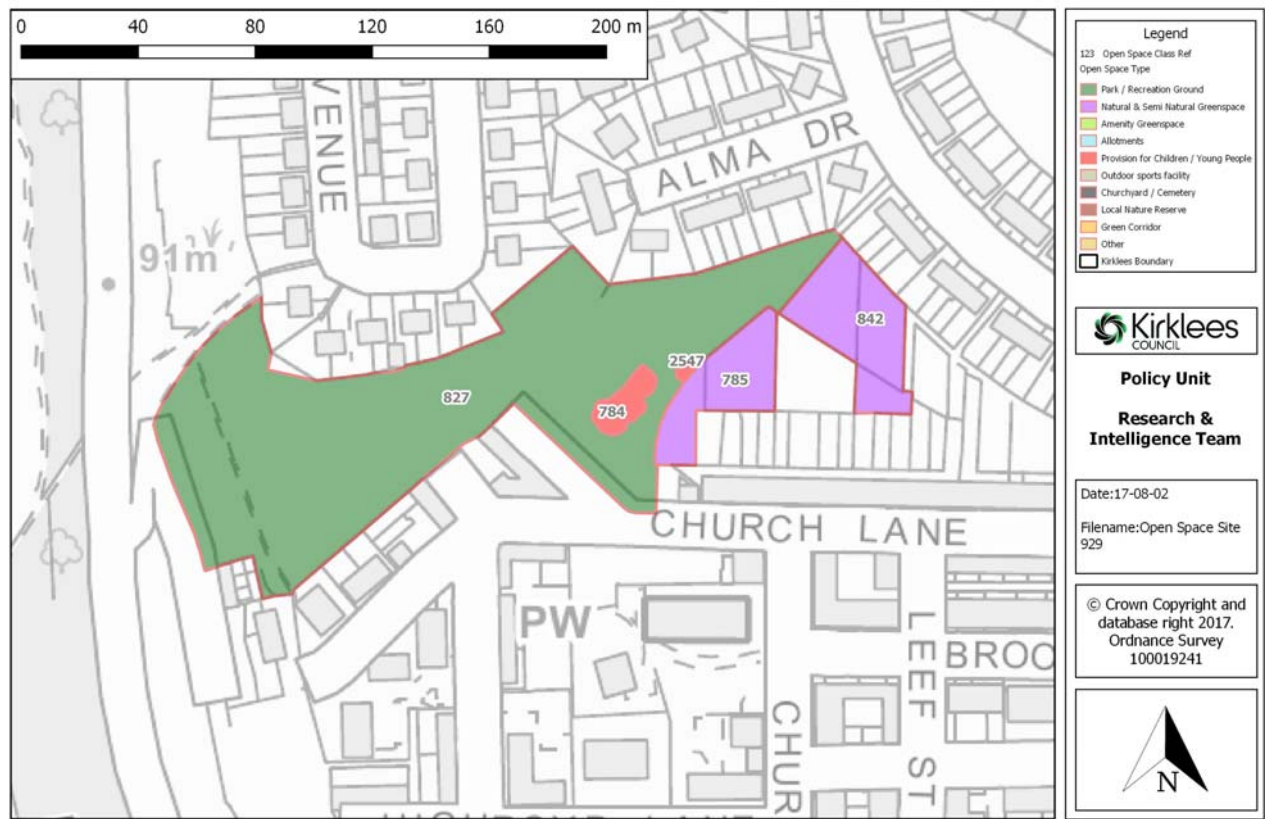 0 40 80 120 160 200 m
VENUE
ALMA DR
91m
842
2547
785
827
784
CHURCH LANE
PW
LEEF ST
BROO
CHUR
Legend
123 Open Space Class Ref
Open Space Type
Park / Recreation Ground
Natural & Semi Natural Greenspace
Amenity Greenspace
Allotments
Provision for Children / Young People
Outdoor sports facility
Churchyard / Cemetery
Local Nature Reserve
Green Corridor
Other
Kirklees Boundary
Kirklees
COUNCIL
Policy Unit
Research &
Intelligence Team
Date:17-08-02
Filename:Open Space Site
929
© Crown Copyright and
database right 2017.
Ordnance Survey
100019241
N